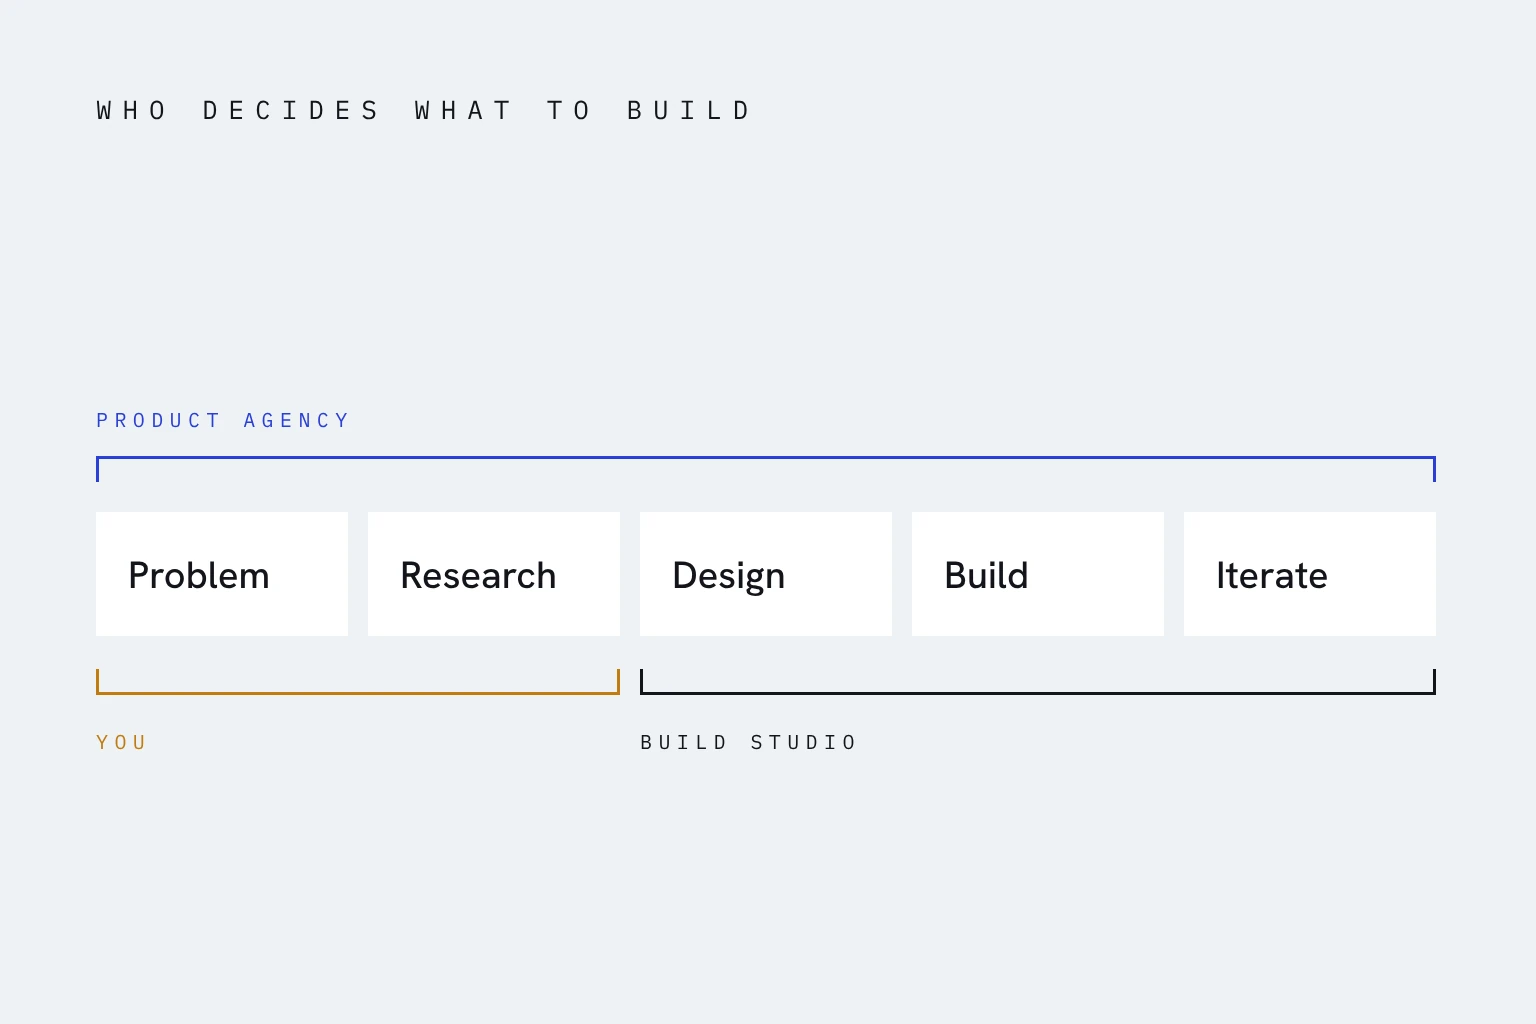 WHO DECIDES WHAT TO BUILD
PRODUCT AGENCY
Problem
Research
Design
Build
Iterate
YOU
BUILD STUDIO